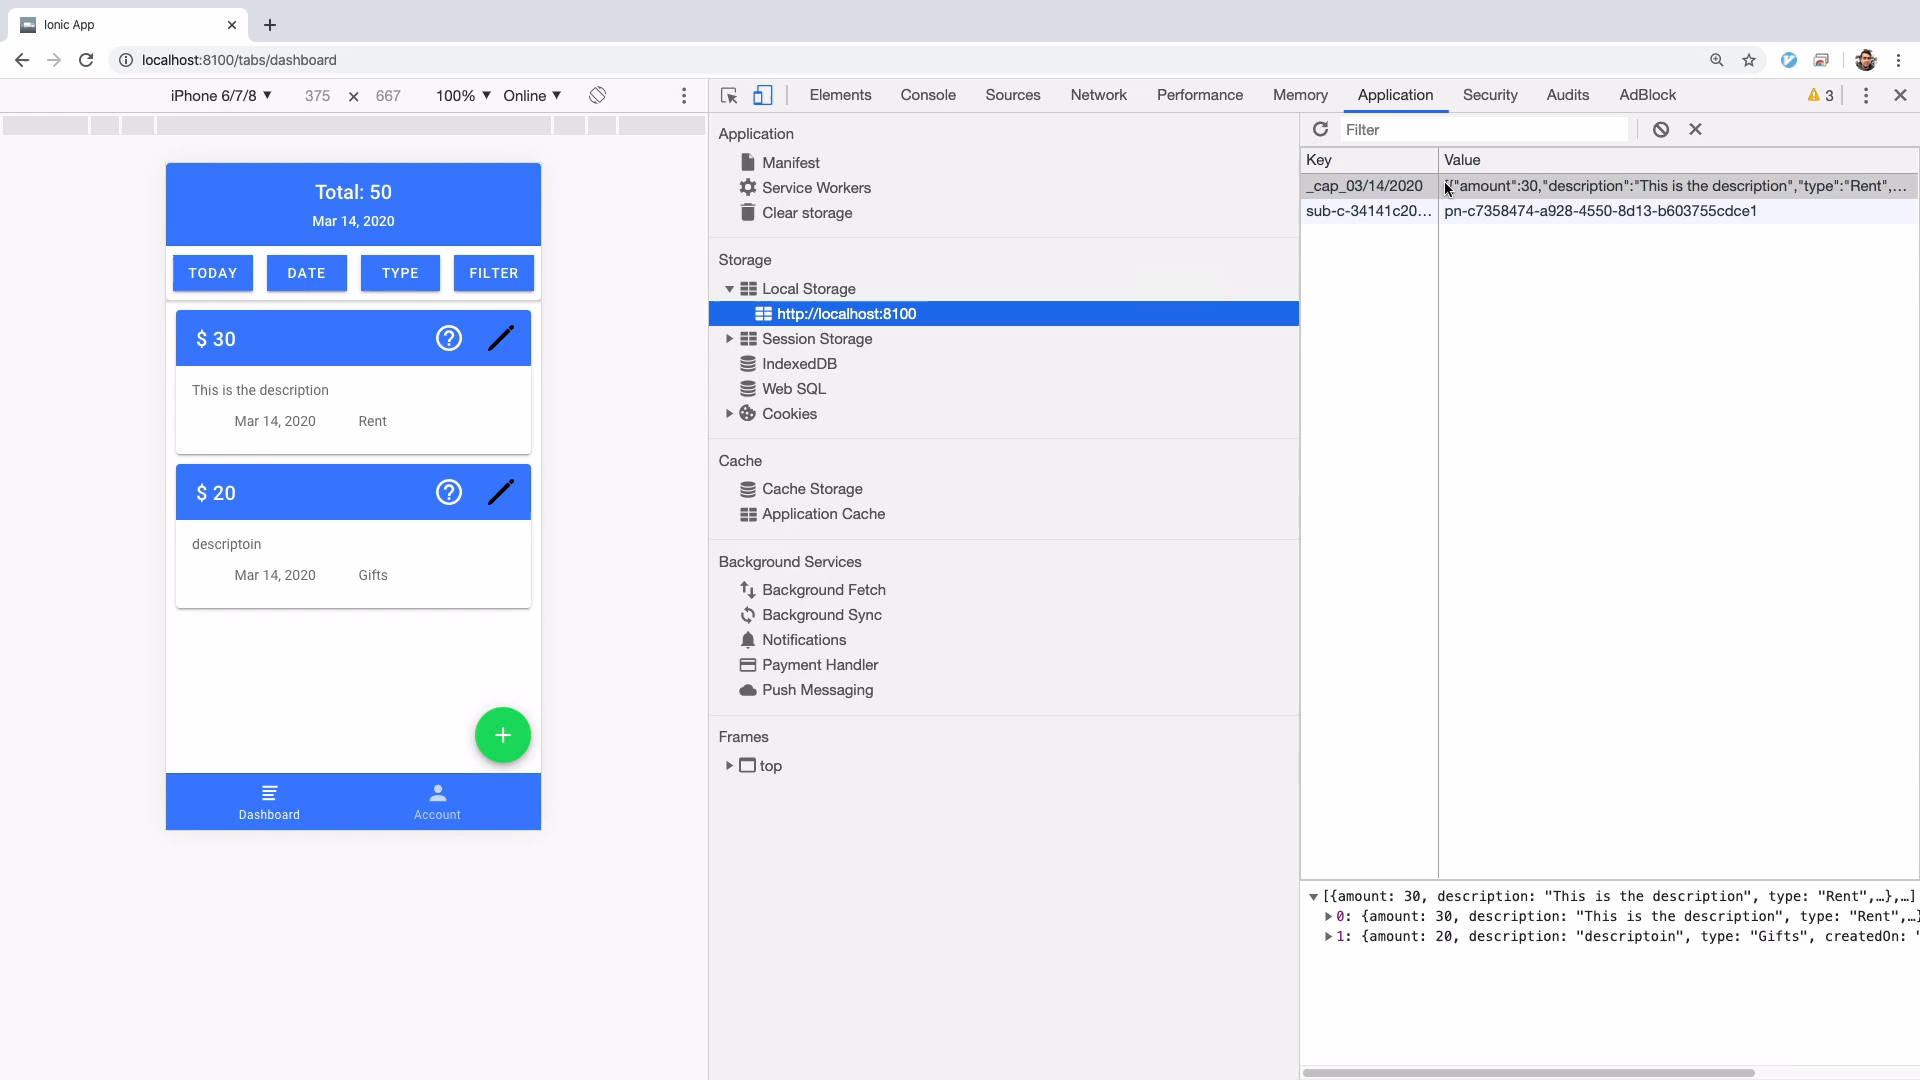 Ionic App
localhost:8100/tabs/dashboard
iPhone 6/7/8 375 × 667 100% Online
Elements Console Sources Network Performance Memory Application Security Audits AdBlock 3
Total: 50
Mar 14, 2020
TODAY DATE TYPE FILTER
$ 30
This is the description
Mar 14, 2020 Rent
$ 20
descriptoin
Mar 14, 2020 Gifts
+
Dashboard Account
Application
Manifest
Service Workers
Clear storage
Storage
Local Storage
http://localhost:8100
Session Storage
IndexedDB
Web SQL
Cookies
Cache
Cache Storage
Application Cache
Background Services
Background Fetch
Background Sync
Notifications
Payment Handler
Push Messaging
Frames
top
Filter
Key Value
_cap_03/14/2020 [{"amount":30,"description":"This is the description","type":"Rent",...
sub-c-34141c20... pn-c7358474-a928-4550-8d13-b603755cdce1
[{amount: 30, description: "This is the description", type: "Rent",…},…]
0: {amount: 30, description: "This is the description", type: "Rent",…}
1: {amount: 20, description: "descriptoin", type: "Gifts", createdOn: "